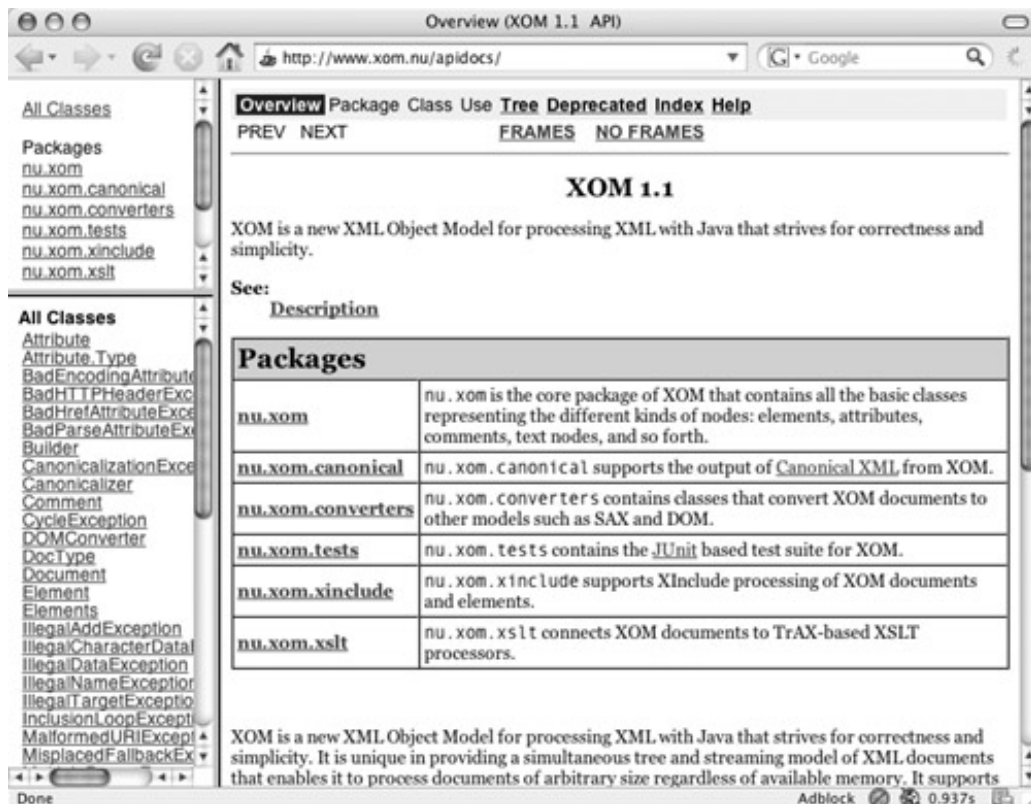 Overview (XOM 1.1 API)
http://www.xom.nu/apidocs/
G Google
All Classes
Packages
nu.xom
nu.xom.canonical
nu.xom.converters
nu.xom.tests
nu.xom.xinclude
nu.xom.xslt
All Classes
Attribute
Attribute.Type
BadEncodingAttribute
BadHTTPHeaderExc
BadHrefAttributeExce
BadParseAttributeEx
Builder
CanonicalizationExce
Canonicalizer
Comment
CycleException
DOMConverter
DocType
Document
Element
Elements
IllegalAddException
IllegalCharacterData
IllegalDataException
IllegalNameException
IllegalTargetExceptio
InclusionLoopExcepti
MalformedURIExcept
MisplacedFallbackEx
Overview Package Class Use Tree Deprecated Index Help
PREV NEXT FRAMES NO FRAMES
XOM 1.1
XOM is a new XML Object Model for processing XML with Java that strives for correctness and
simplicity.
See:
Description
Packages
nu.xom
nu.xom is the core package of XOM that contains all the basic classes
representing the different kinds of nodes: elements, attributes,
comments, text nodes, and so forth.
nu.xom.canonical
nu.xom.canonical supports the output of Canonical XML from XOM.
nu.xom.converters
nu.xom.converters contains classes that convert XOM documents to
other models such as SAX and DOM.
nu.xom.tests
nu.xom.tests contains the JUnit based test suite for XOM.
nu.xom.xinclude
nu.xom.xinclude supports XInclude processing of XOM documents
and elements.
nu.xom.xslt
nu.xom.xslt connects XOM documents to TrAX-based XSLT
processors.
XOM is a new XML Object Model for processing XML with Java that strives for correctness and
simplicity. It is unique in providing a simultaneous tree and streaming model of XML documents
that enables it to process documents of arbitrary size regardless of available memory. It supports
Done
Adblock 0.937s